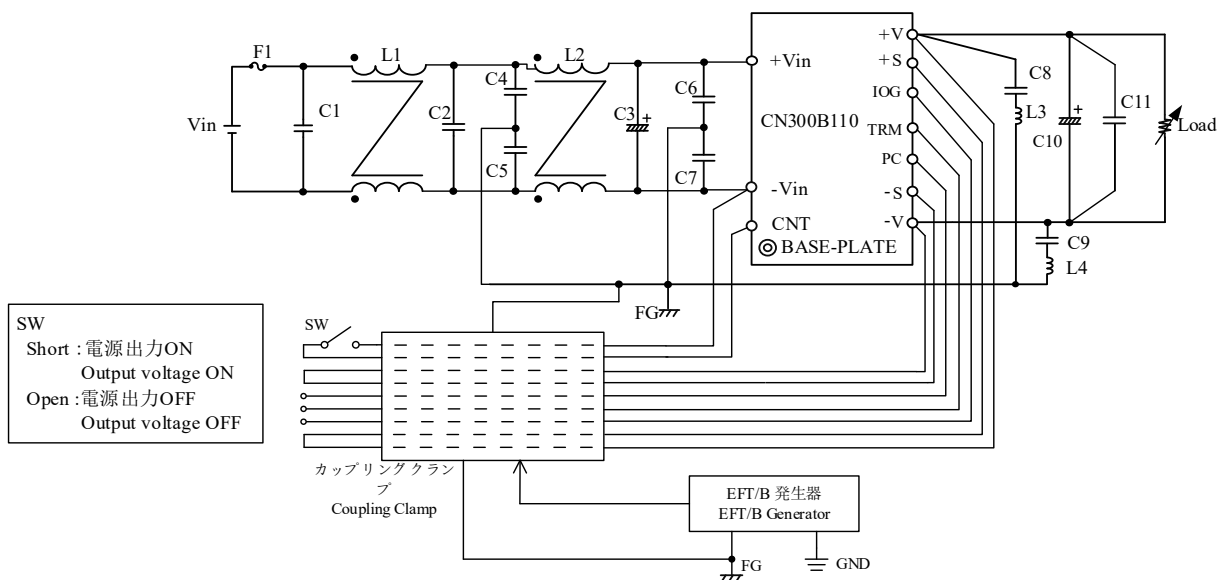 F1
L1
L2
C1
C2
C4
C5
C3
+
C6
C7
Vin
+Vin
CN300B110
-Vin
CNT
BASE-PLATE
+V
+S
IOG
TRM
PC
-S
-V
C8
L3
C10
+
C11
Load
C9
L4
FG
SW
Short :電源出力ON
Output voltage ON
Open :電源出力OFF
Output voltage OFF
SW
カップリングクラン
プ
Coupling Clamp
EFT/B 発生器
EFT/B Generator
FG
GND